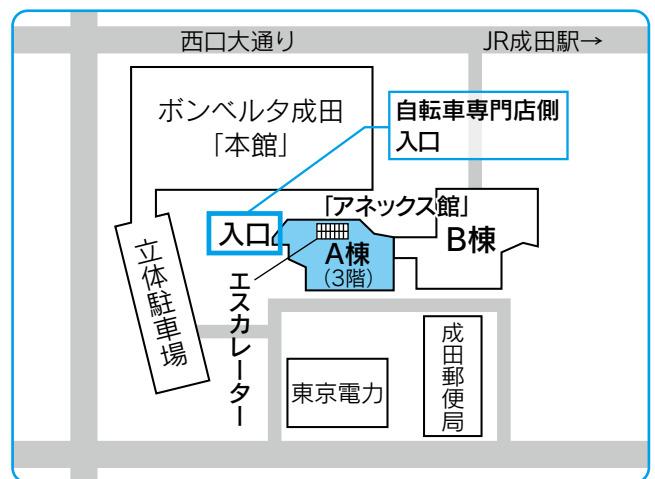 西口大通り
JR成田駅→
ボンベルタ成田
「本館」
自転車専門店側
入口
「アネックス館」
入口
A棟
(3階)
B棟
立体駐車場
エスカレーター
東京電力
成田郵便局